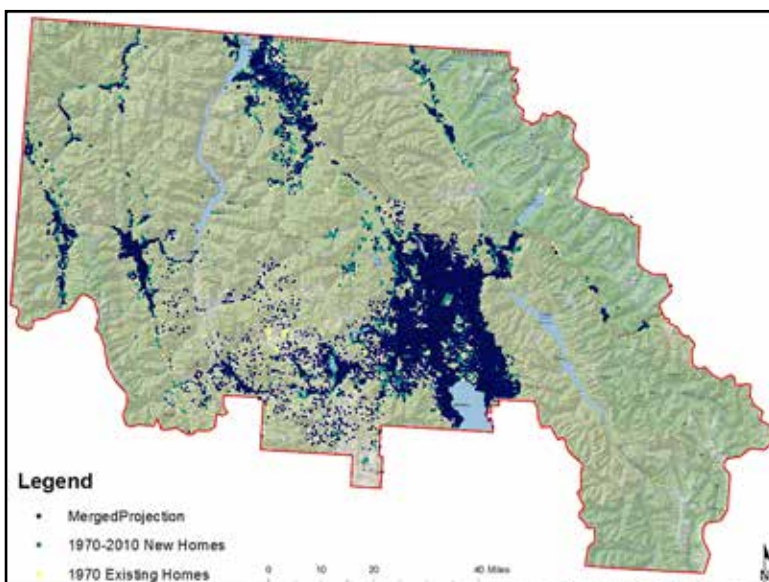 Legend
MergedProjection
1970-2010 New Homes
1970 Existing Homes
0 10 20 40 Miles
N